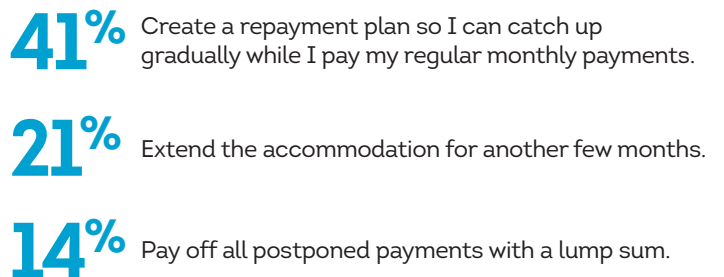 41% Create a repayment plan so I can catch up
gradually while I pay my regular monthly payments.
21% Extend the accommodation for another few months.
14% Pay off all postponed payments with a lump sum.